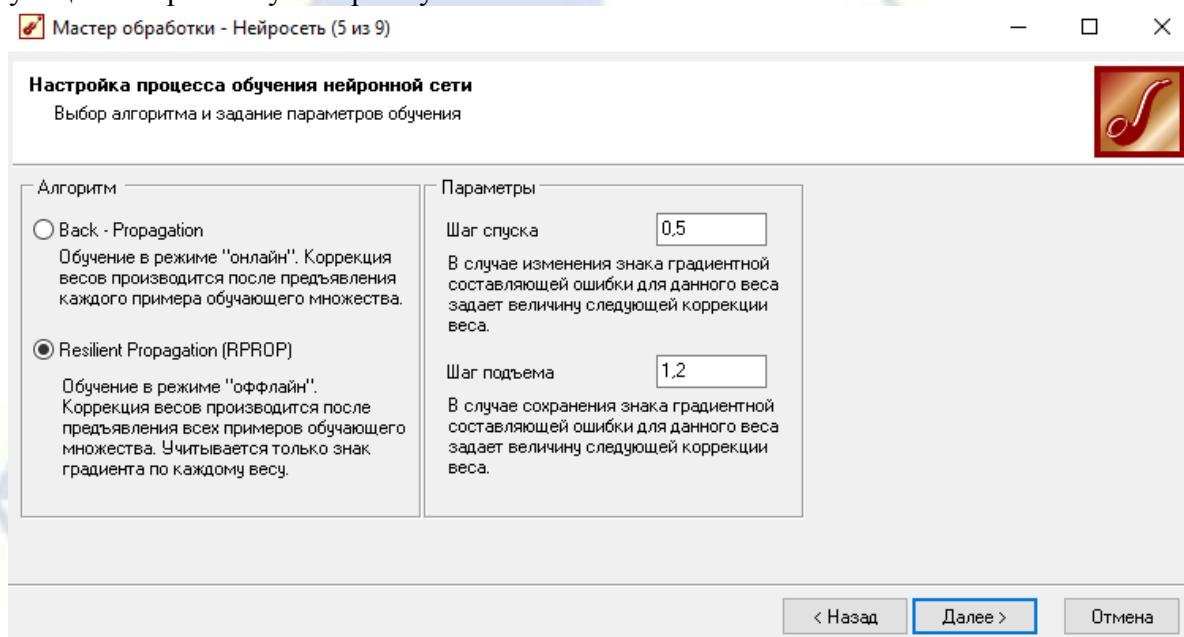 Мастер обработки - Нейросеть (5 из 9)
Настройка процесса обучения нейронной сети
Выбор алгоритма и задание параметров обучения
Алгоритм
Back - Propagation
Обучение в режиме "онлайн". Коррекция
весов производится после предъявления
каждого примера обучающего множества.
Resilient Propagation (RPROP)
Обучение в режиме "оффлайн".
Коррекция весов производится после
предъявления всех примеров обучающего
множества. Учитывается только знак
градиента по каждому весу.
Параметры
Шаг спуска 0,5
В случае изменения знака градиентной
составляющей ошибки для данного веса
задает величину следующей коррекции
веса.
Шаг подъема 1,2
В случае сохранения знака градиентной
составляющей ошибки для данного веса
задает величину следующей коррекции
веса.
< Назад Далее > Отмена